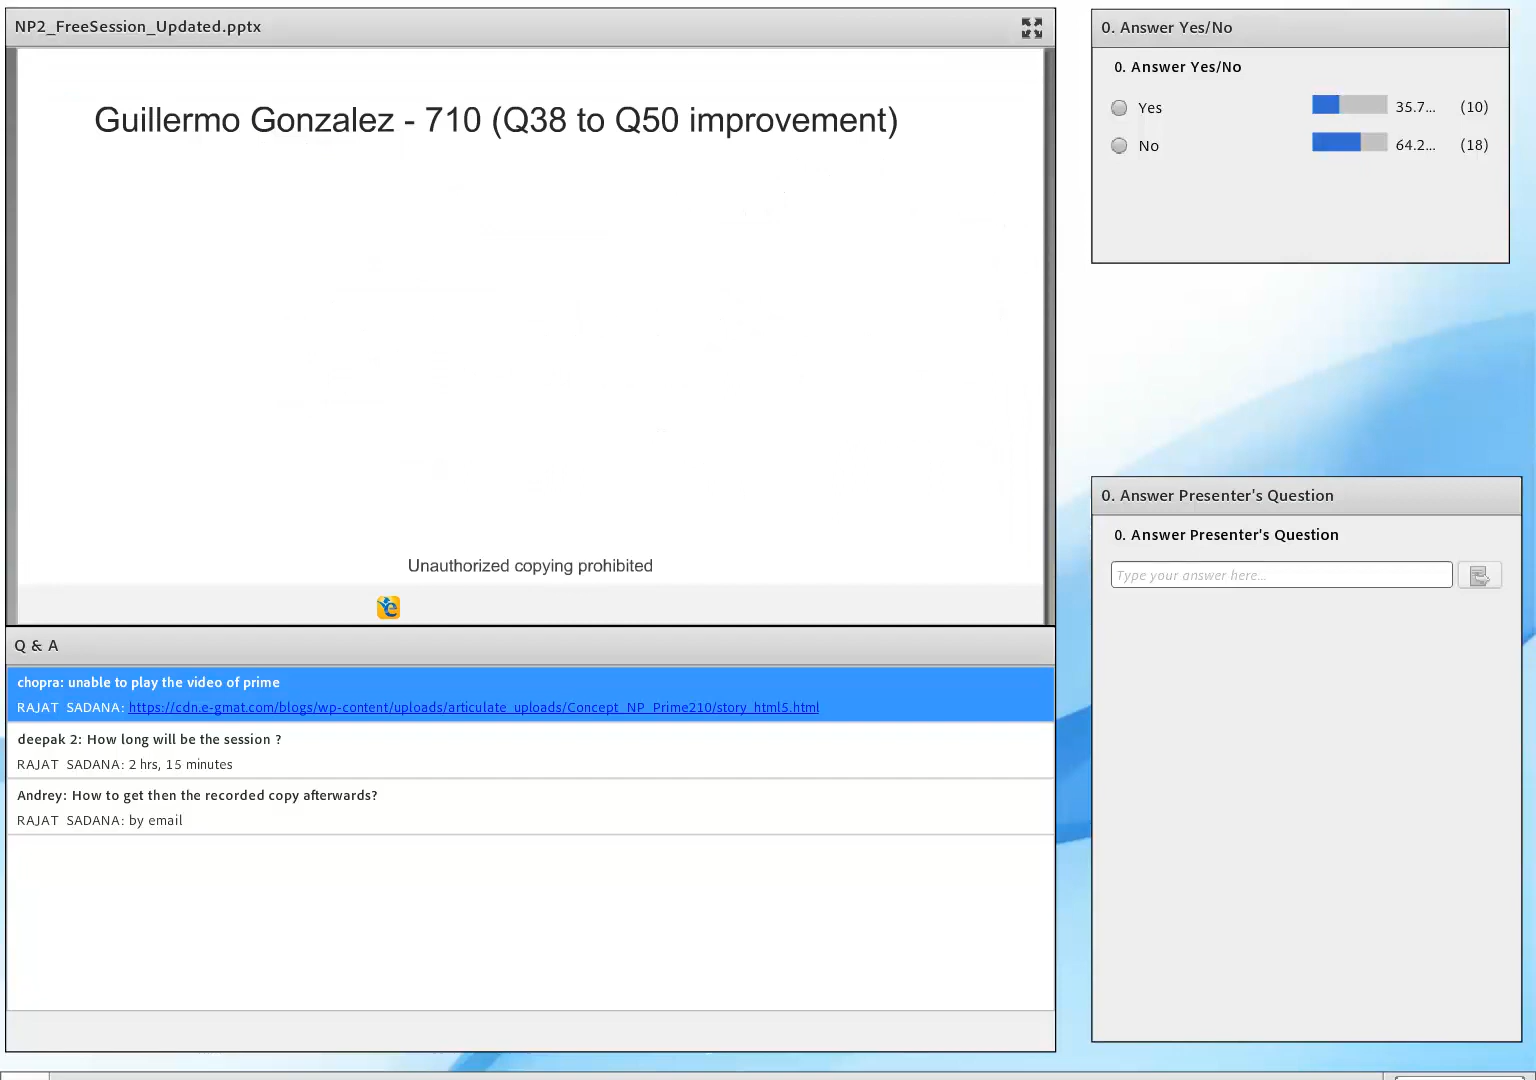 NP2_FreeSession_Updated.pptx
Guillermo Gonzalez - 710 (Q38 to Q50 improvement)
Unauthorized copying prohibited
Q & A
chopra: unable to play the video of prime
RAJAT SADANA: https://cdn.e-gmat.com/blogs/wp-content/uploads/articulate_uploads/Concept_NP_Prime210/story_html5.html
deepak 2: How long will be the session ?
RAJAT SADANA: 2 hrs, 15 minutes
Andrey: How to get then the recorded copy afterwards?
RAJAT SADANA: by email
0. Answer Yes/No
0. Answer Yes/No
Yes 35.7... (10)
No 64.2... (18)
0. Answer Presenter's Question
0. Answer Presenter's Question
Type your answer here...